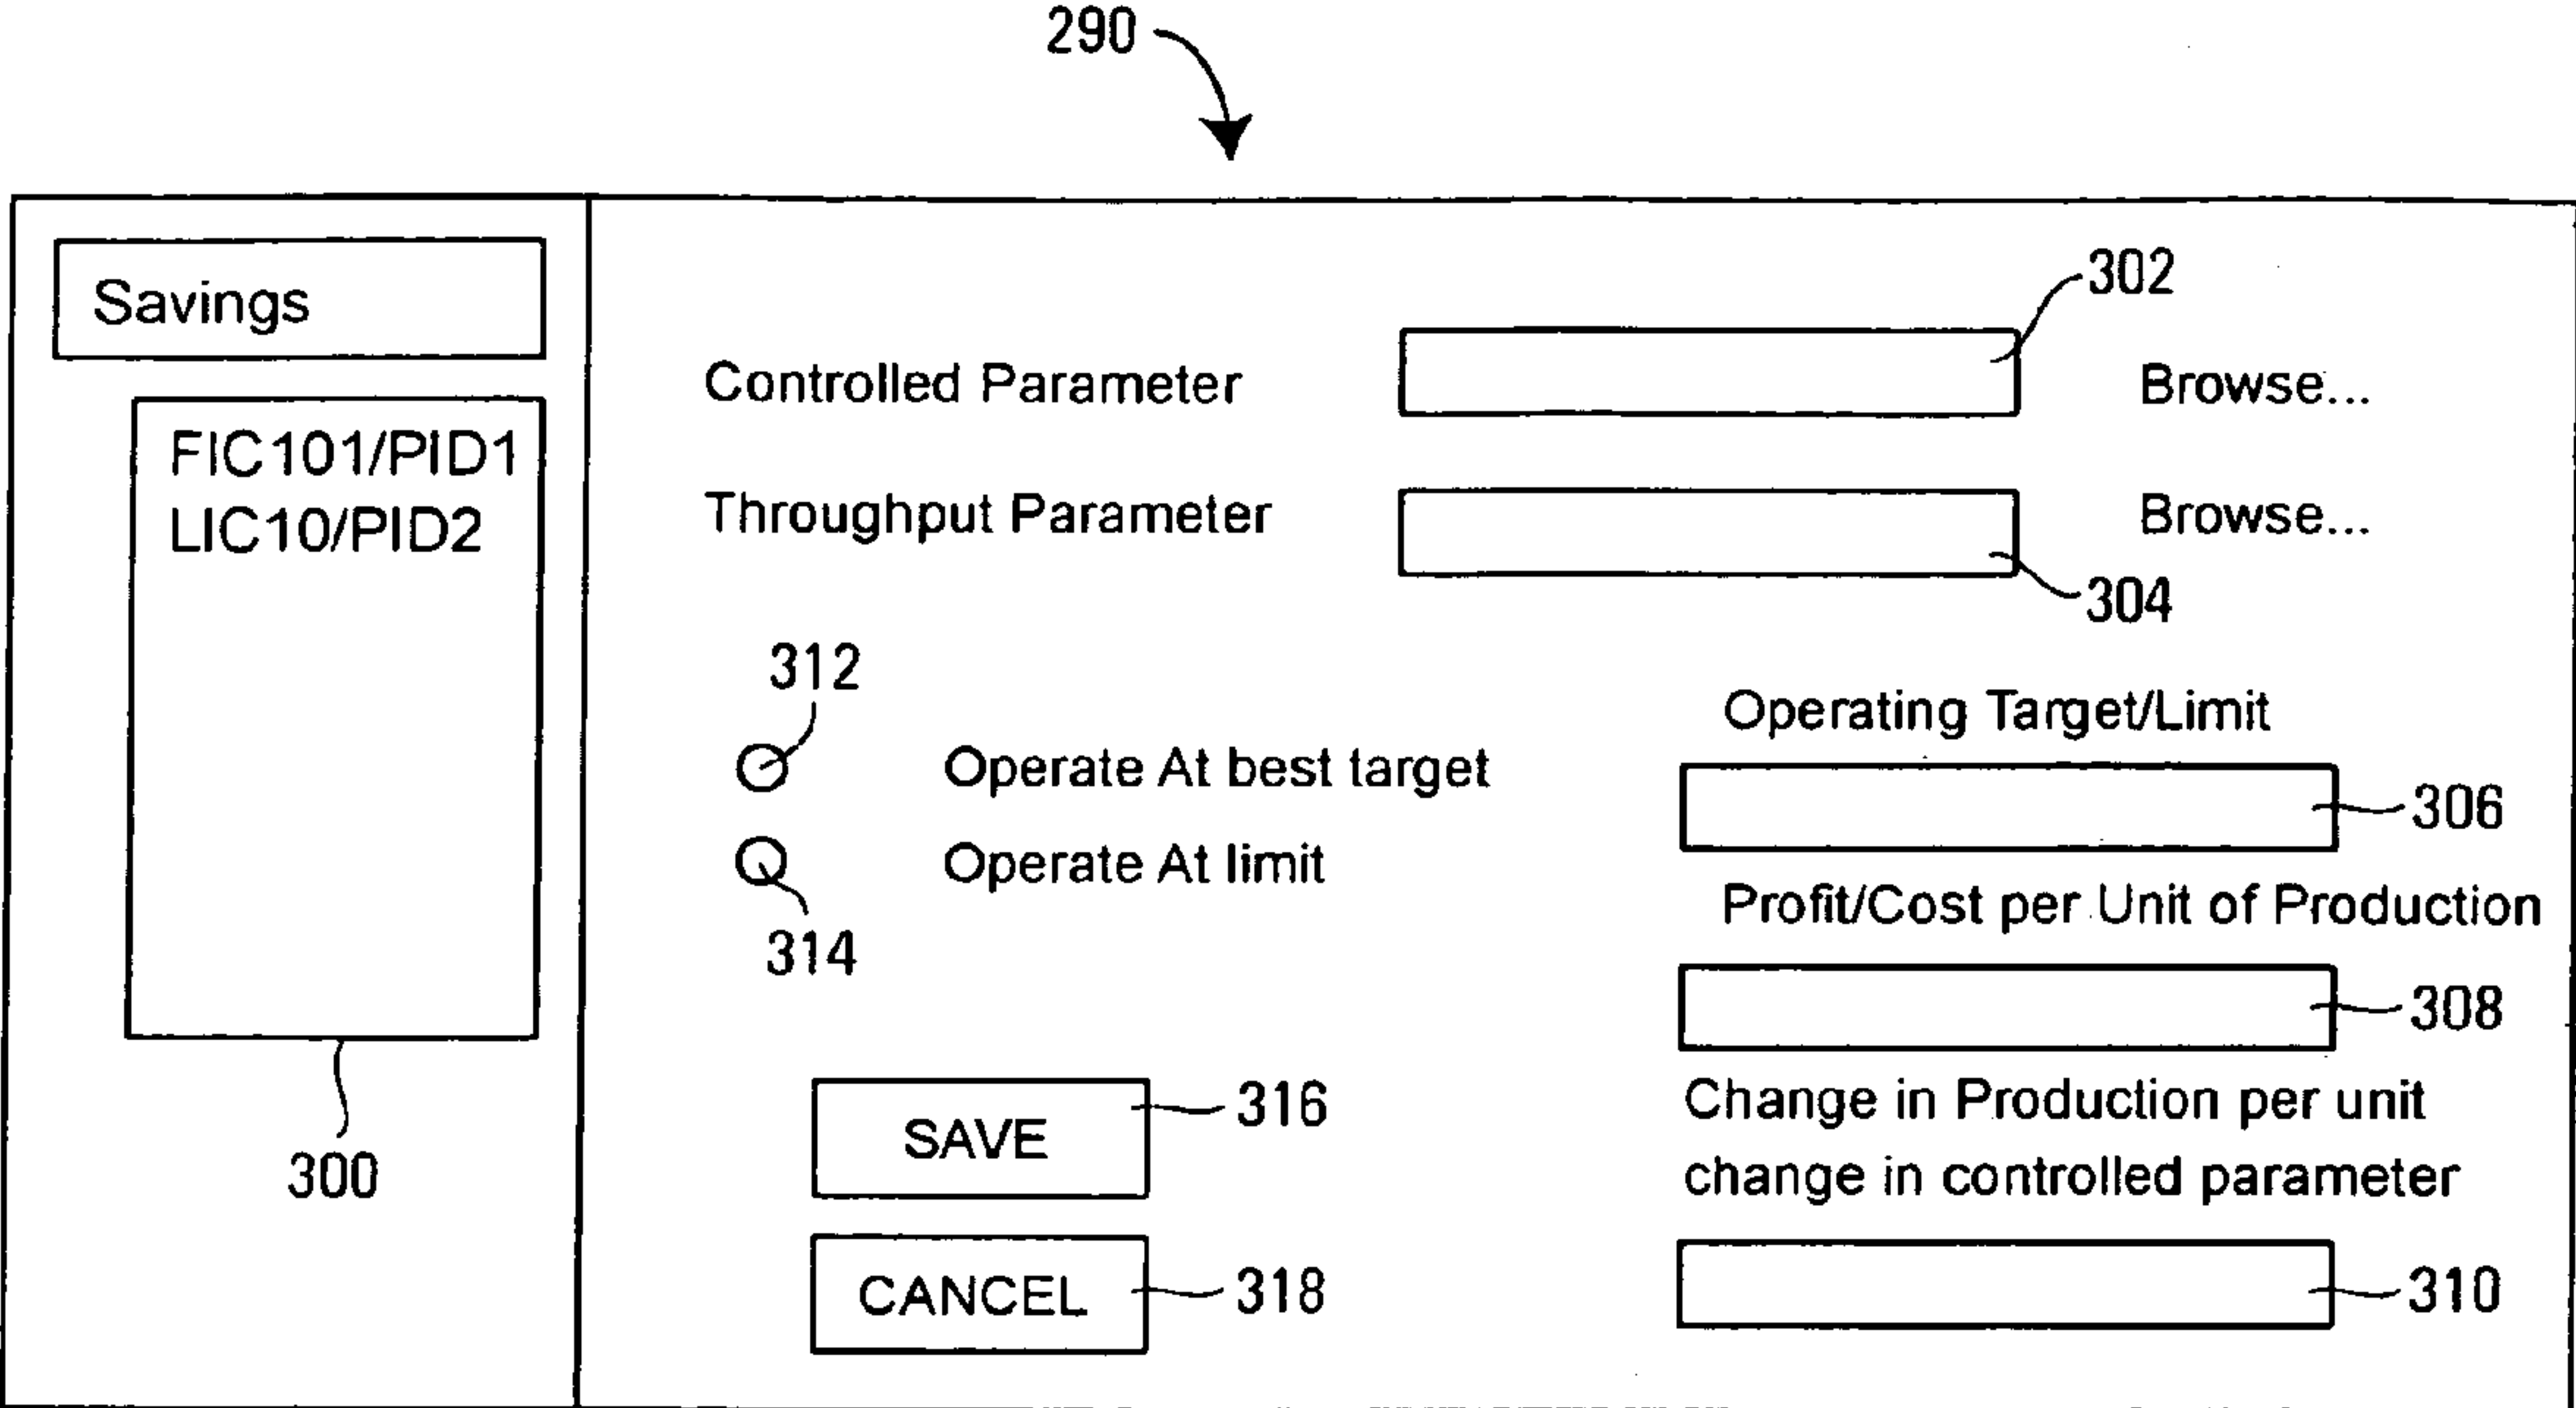 290
Savings
FIC101/PID1
LIC10/PID2
300
302
Controlled Parameter
Browse...
Throughput Parameter
Browse...
304
312
Operate At best target
Operate At limit
314
Operating Target/Limit
306
Profit/Cost per Unit of Production
308
Change in Production per unit
change in controlled parameter
310
SAVE
316
CANCEL
318